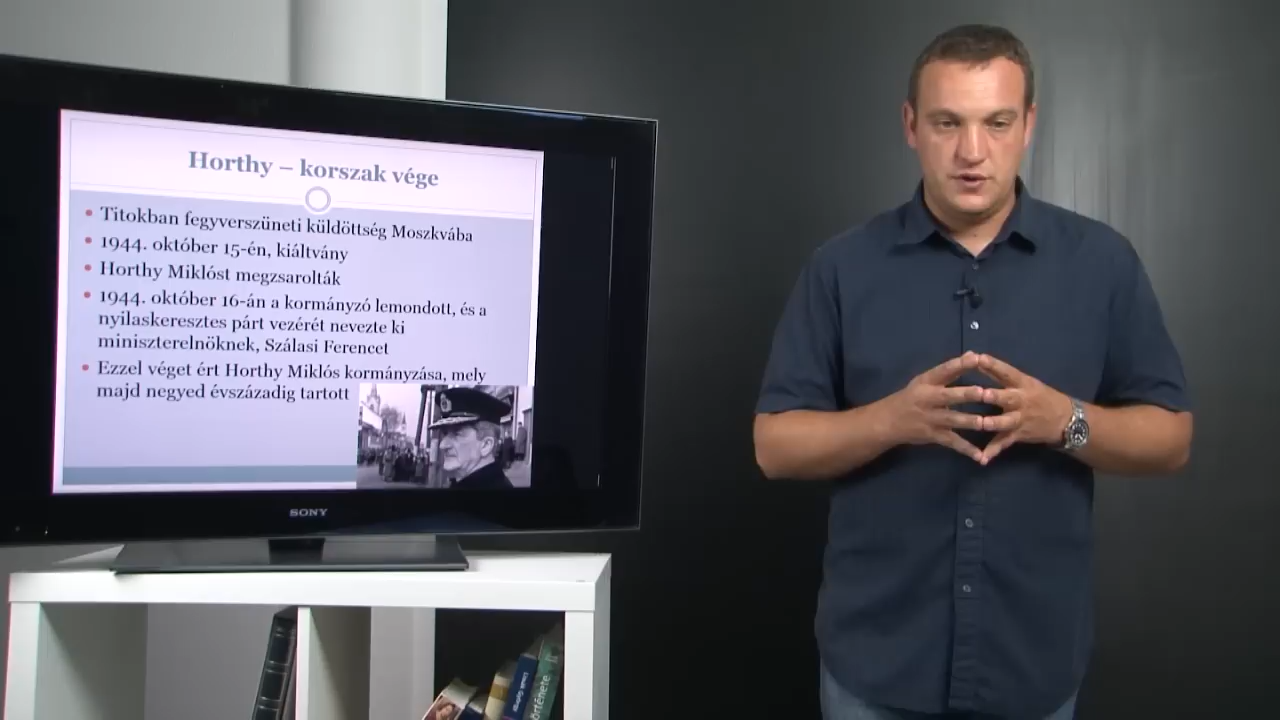 Horthy – korszak vége
• Titokban fegyverszüneti küldöttség Moszkvába
• 1944. október 15-én, kiáltvány
• Horthy Miklóst megzsarolták
• 1944. október 16-án a kormányzó lemondott, és a
nyilaskeresztes párt vezérét nevezte ki
miniszterelnöknek, Szálasi Ferencet
• Ezzel véget ért Horthy Miklós kormányzása, mely
majd negyed évszázadig tartott
SONY